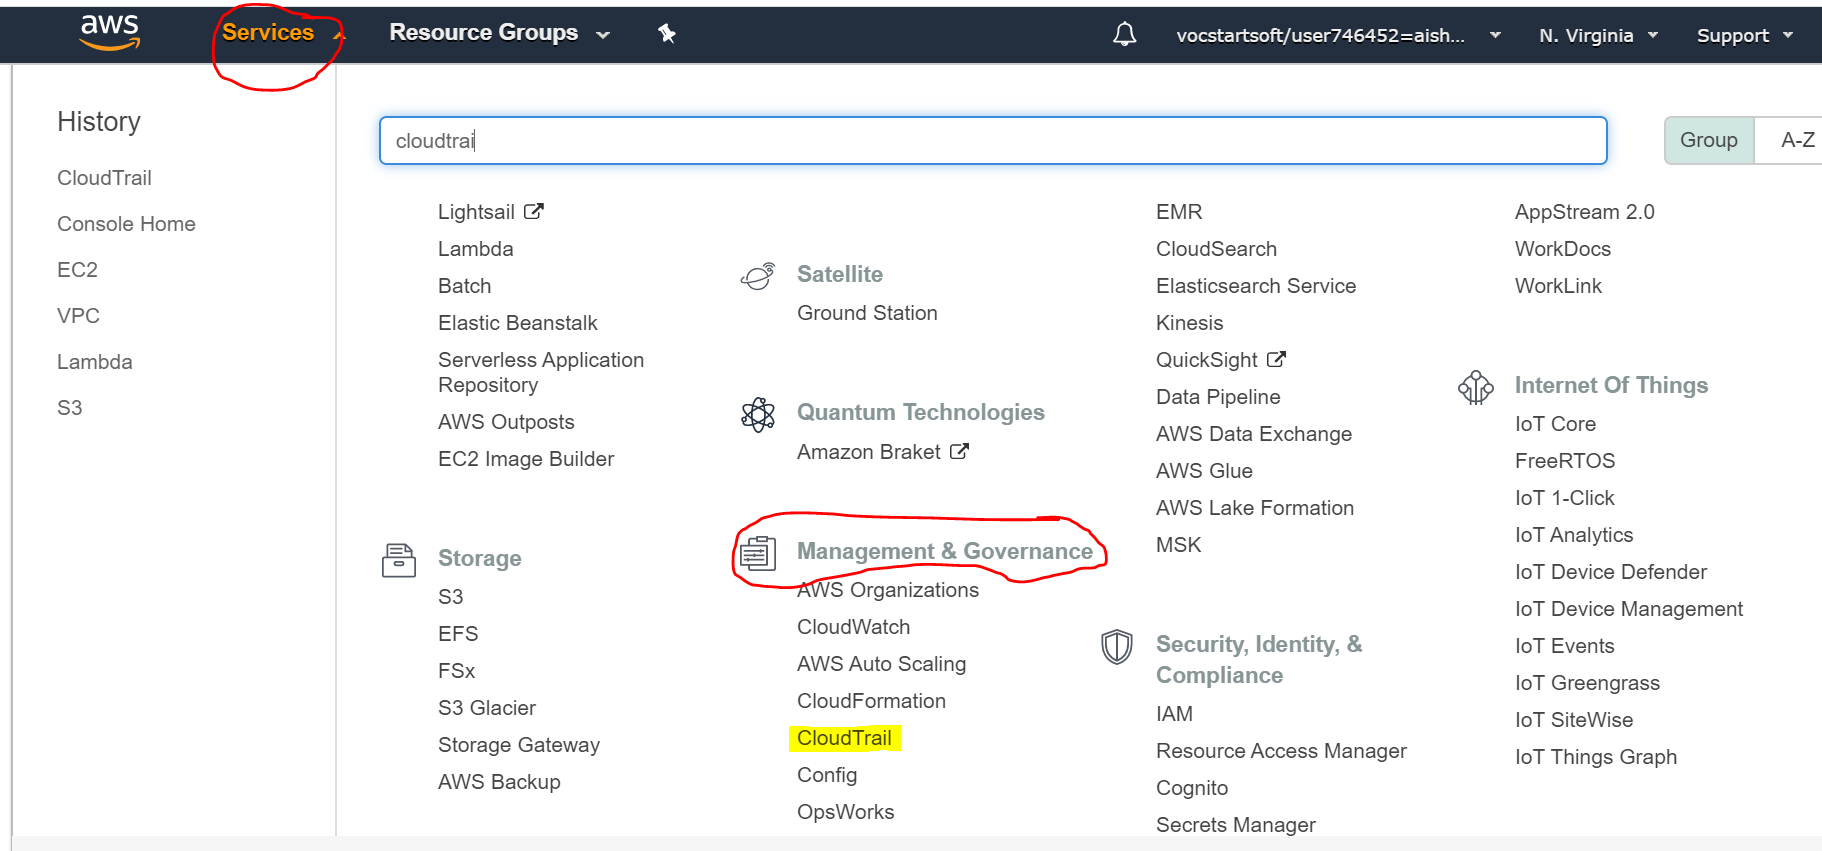 aws
Services
Resource Groups
vocstartsoft/user746452=aish...
N. Virginia
Support
History
CloudTrail
Console Home
EC2
VPC
Lambda
S3
cloudtrai
Group
A-Z
Lightsail
Lambda
Batch
Elastic Beanstalk
Serverless Application
Repository
AWS Outposts
EC2 Image Builder
Storage
S3
EFS
FSx
S3 Glacier
Storage Gateway
AWS Backup
Satellite
Ground Station
Quantum Technologies
Amazon Braket
Management & Governance
AWS Organizations
CloudWatch
AWS Auto Scaling
CloudFormation
CloudTrail
Config
OpsWorks
EMR
CloudSearch
Elasticsearch Service
Kinesis
QuickSight
Data Pipeline
AWS Data Exchange
AWS Glue
AWS Lake Formation
MSK
Security, Identity, &
Compliance
IAM
Resource Access Manager
Cognito
Secrets Manager
AppStream 2.0
WorkDocs
WorkLink
Internet Of Things
IoT Core
FreeRTOS
IoT 1-Click
IoT Analytics
IoT Device Defender
IoT Device Management
IoT Events
IoT Greengrass
IoT SiteWise
IoT Things Graph